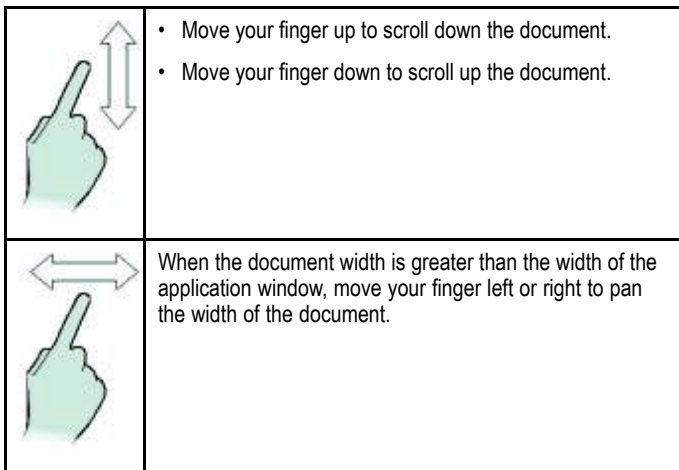 • Move your finger up to scroll down the document.
• Move your finger down to scroll up the document.
When the document width is greater than the width of the
application window, move your finger left or right to pan
the width of the document.